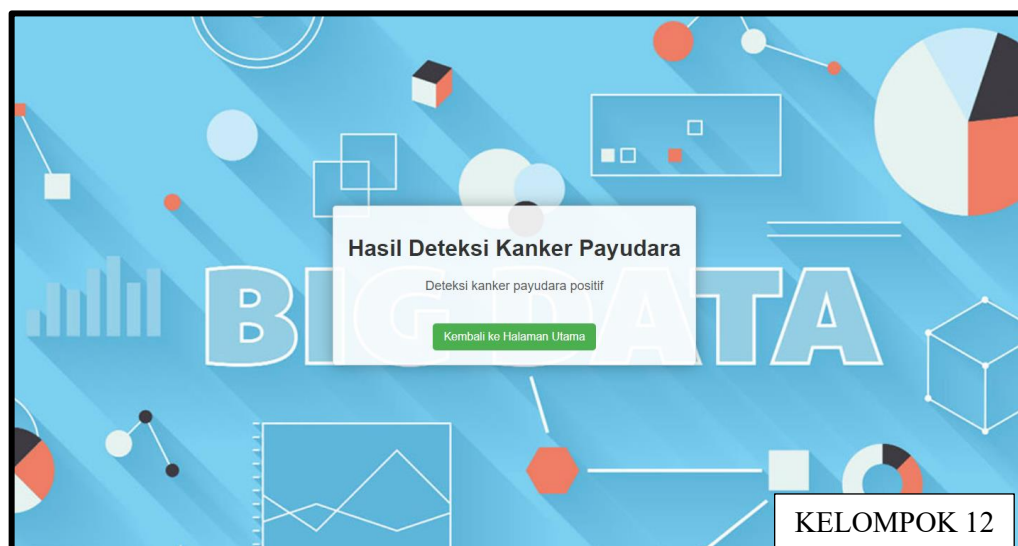 Hasil Deteksi Kanker Payudara
Deteksi kanker payudara positif
Kembali ke Halaman Utama
BIG DATA
KELOMPOK 12